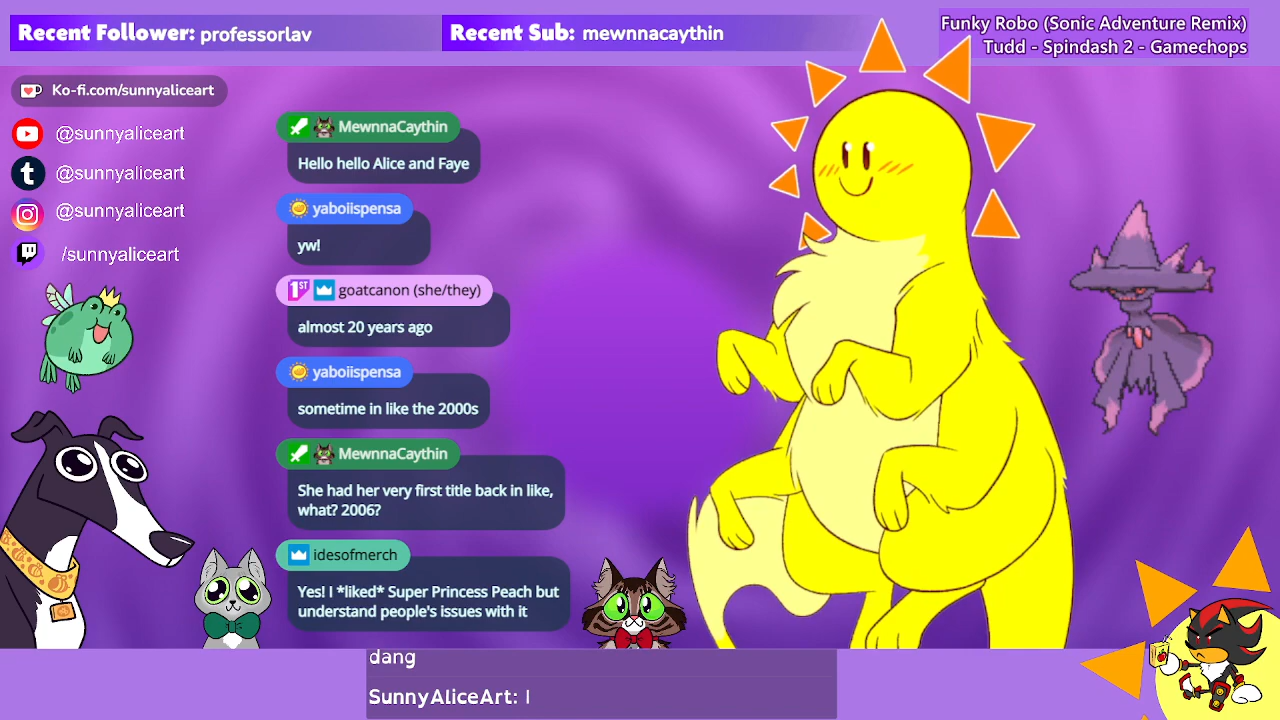 Recent Follower: professorlav
Recent Sub: mewnnacaythin
Funky Robo (Sonic Adventure Remix)
Tudd - Spindash 2 - Gamechops
Ko-fi.com/sunnyaliceart
@sunnyaliceart
@sunnyaliceart
@sunnyaliceart
/sunnyaliceart
MewnnaCaythin
Hello hello Alice and Faye
yaboiispensa
yw!
1ST goatcanon (she/they)
almost 20 years ago
yaboiispensa
sometime in like the 2000s
MewnnaCaythin
She had her very first title back in like,
what? 2006?
idesofmerch
Yes! I *liked* Super Princess Peach but
understand people's issues with it
dang
SunnyAliceArt: I